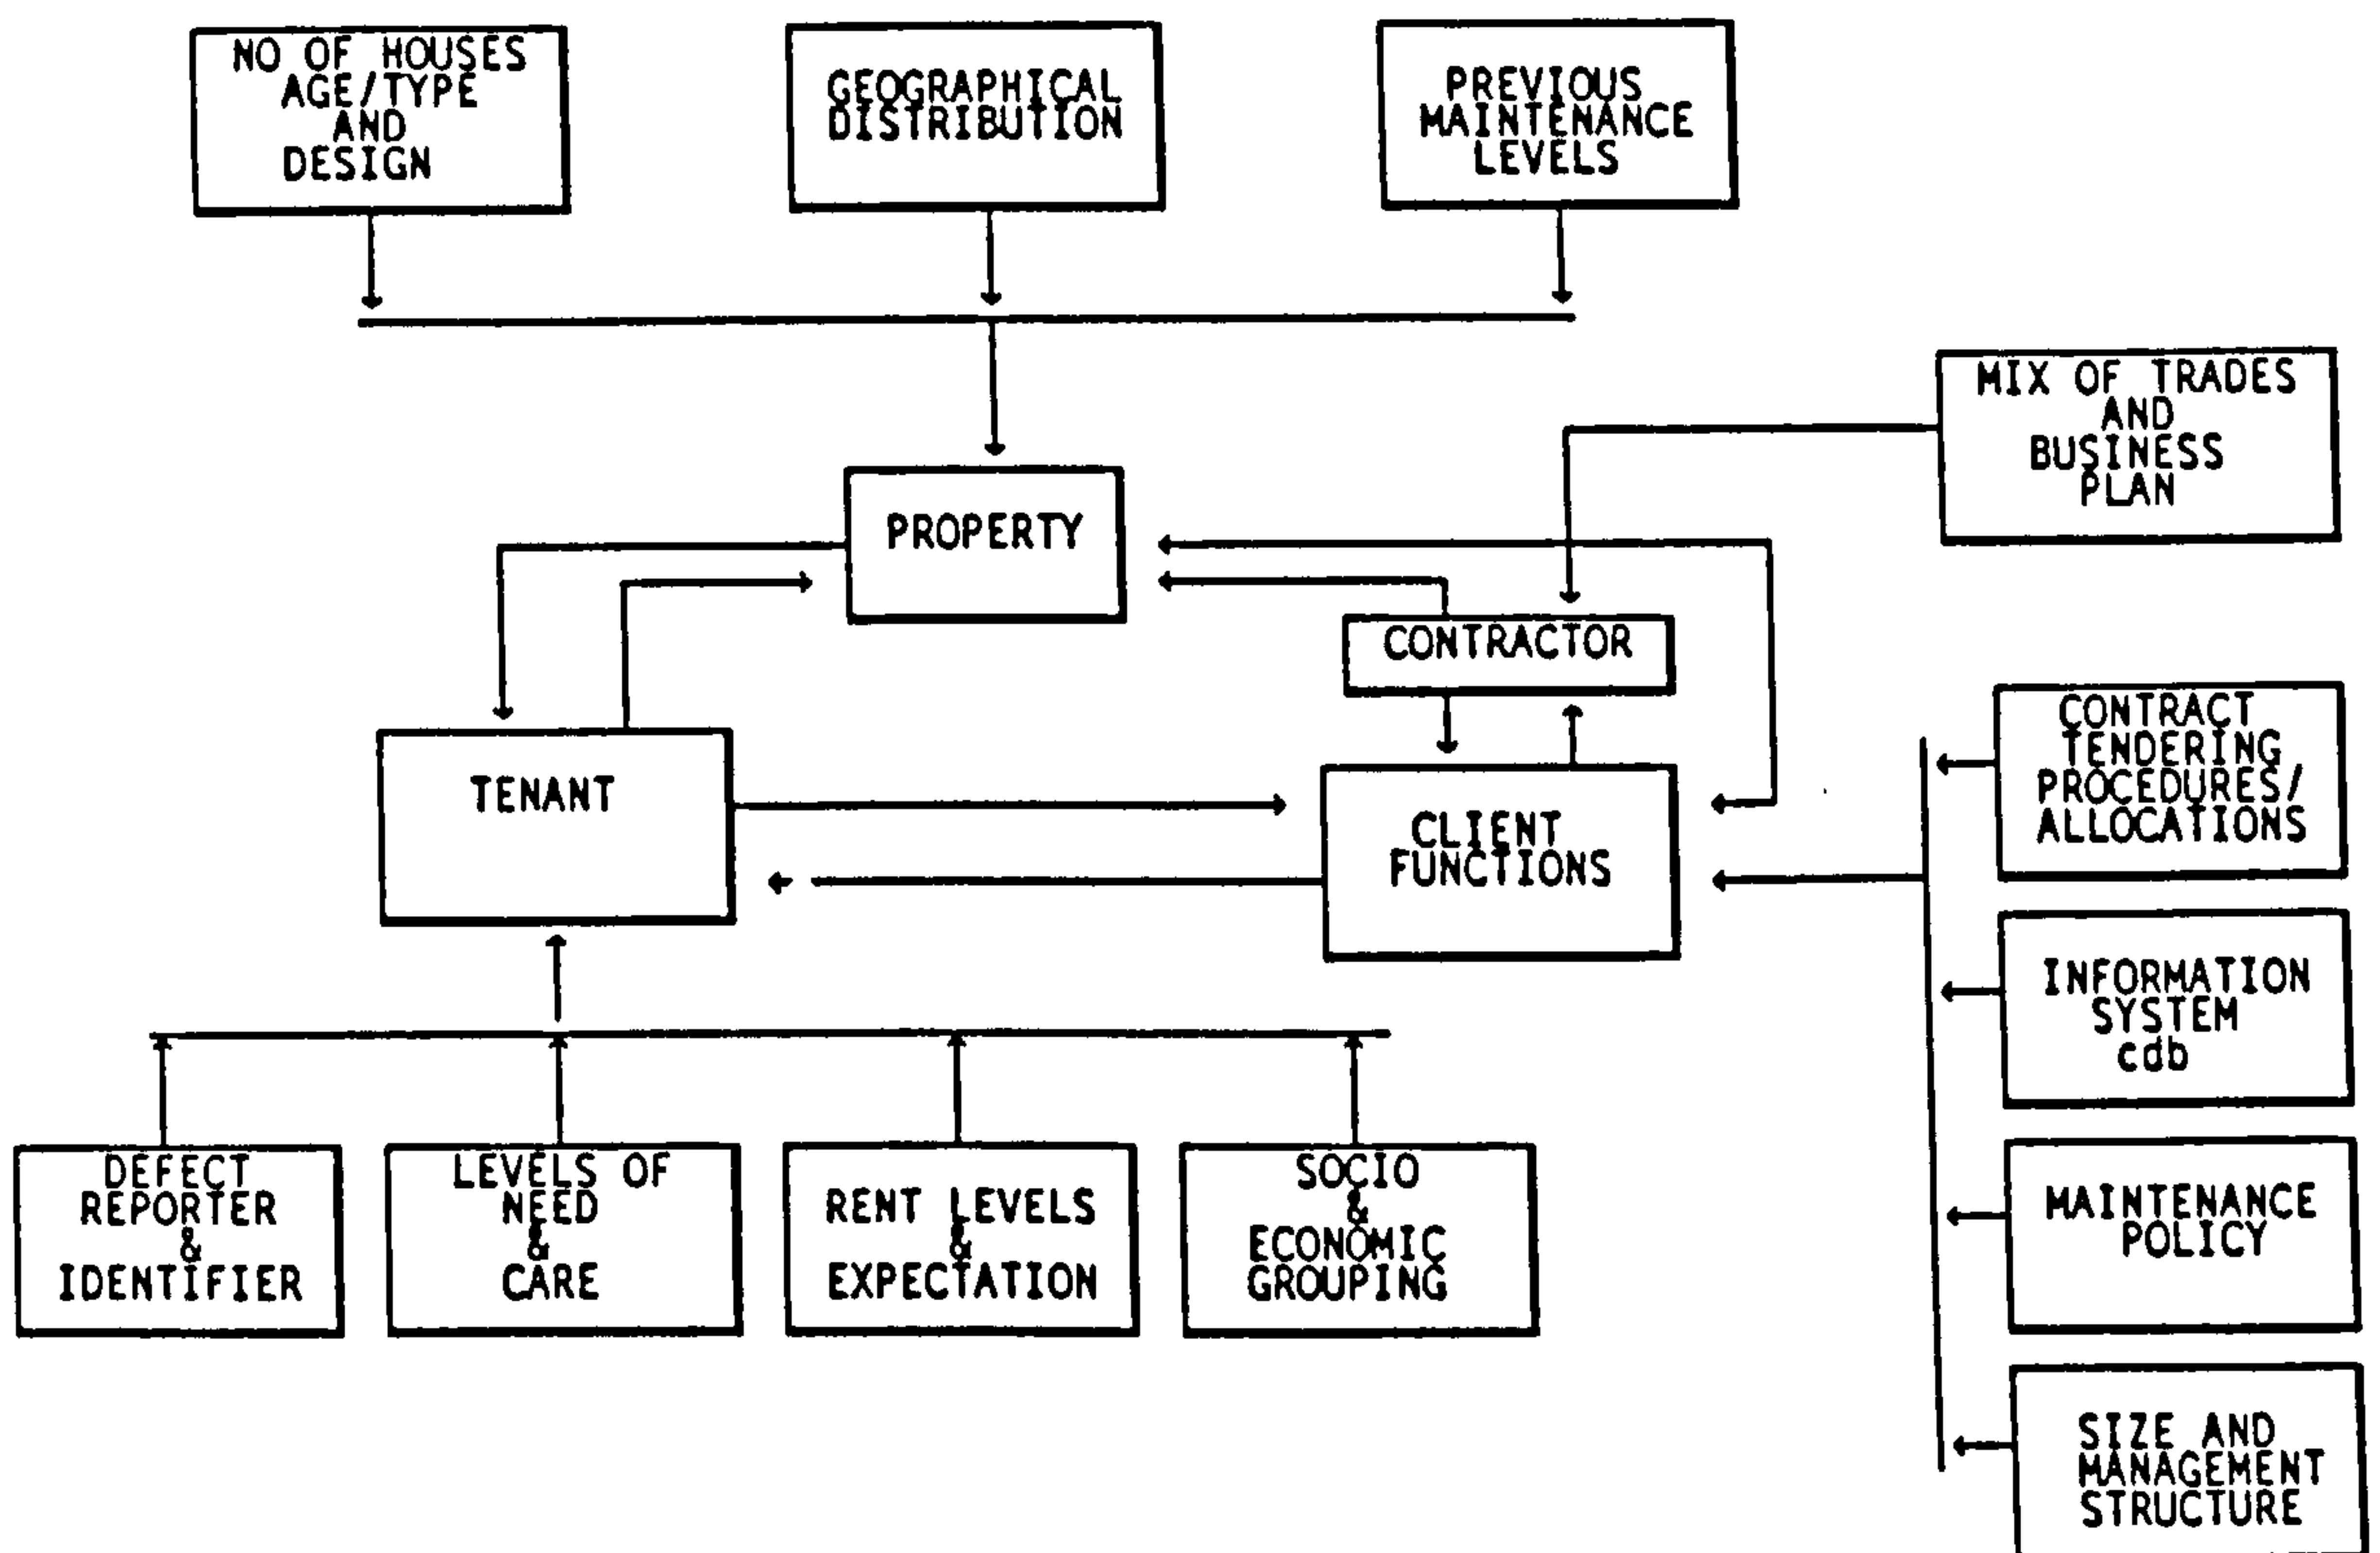 NO OF HOUSES
AGE/TYPE
AND
DESIGN
GEOGRAPHICAL
DISTRIBUTION
PREVIOUS
MAINTENANCE
LEVELS
MIX OF TRADES
AND
BUSINESS
PLAN
PROPERTY
CONTRACTOR
TENANT
CLIENT
FUNCTIONS
CONTRACT
TENDERING
PROCEDURES/
ALLOCATIONS
INFORMATION
SYSTEM
cdb
MAINTENANCE
POLICY
SIZE AND
MANAGEMENT
STRUCTURE
DEFECT
REPORTER
&
IDENTIFIER
LEVELS OF
NEED
&
CARE
RENT LEVELS
&
EXPECTATION
SOCIO
&
ECONOMIC
GROUPING